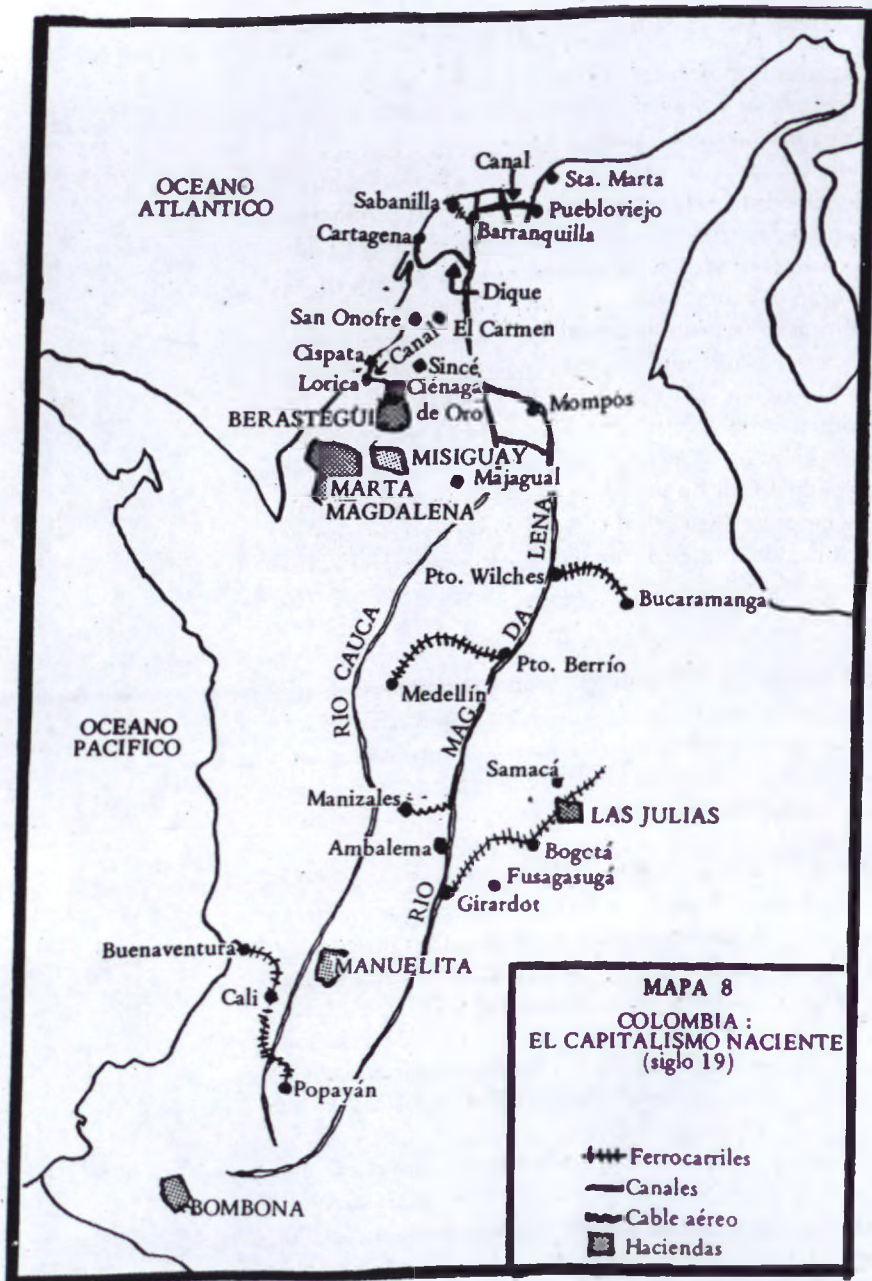 OCEANO
ATLANTICO
Canal
Sta. Marta
Sabanilla
Puebloviejo
Barranquilla
Cartagena
Dique
San Onofre
El Carmen
Canal
Cispata
Sincé
Lorica
Ciénaga
de Oro
Mompós
BERASTEGUI
MISIGUAY
Majagual
MARTA
MAGDALENA
RIO CAUCA
RIO MAGDALENA
Pto. Wilches
Bucaramanga
Pto. Berrío
Medellín
OCEANO
PACIFICO
Samacá
Manizales
LAS JULIAS
Ambalema
Bogotá
Fusagasugá
Girardot
Buenaventura
MANUELITA
Cali
Popayán
BOMBONA
MAPA 8
COLOMBIA :
EL CAPITALISMO NACIENTE
(siglo 19)
Ferrocarriles
Canales
Cable aéreo
Haciendas